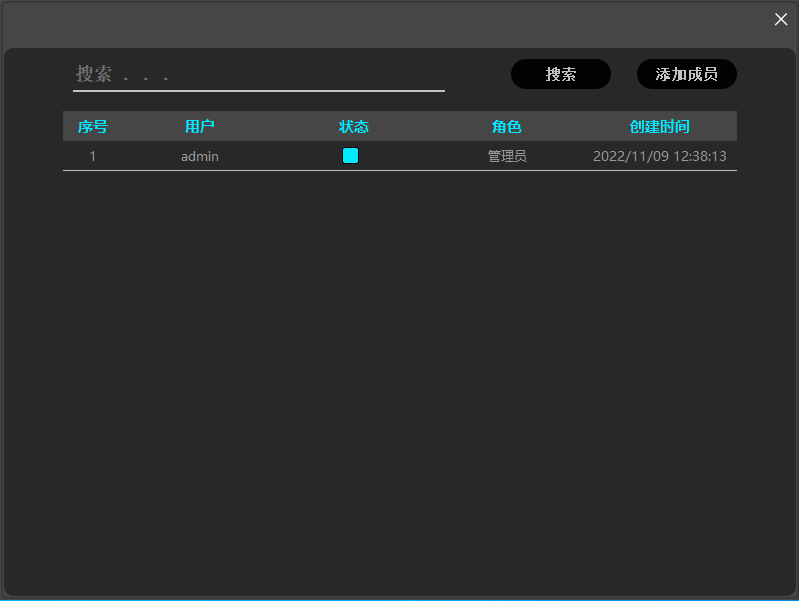 搜索 . . .
搜索
添加成员
序号 用户 状态 角色 创建时间
1 admin 管理员 2022/11/09 12:38:13